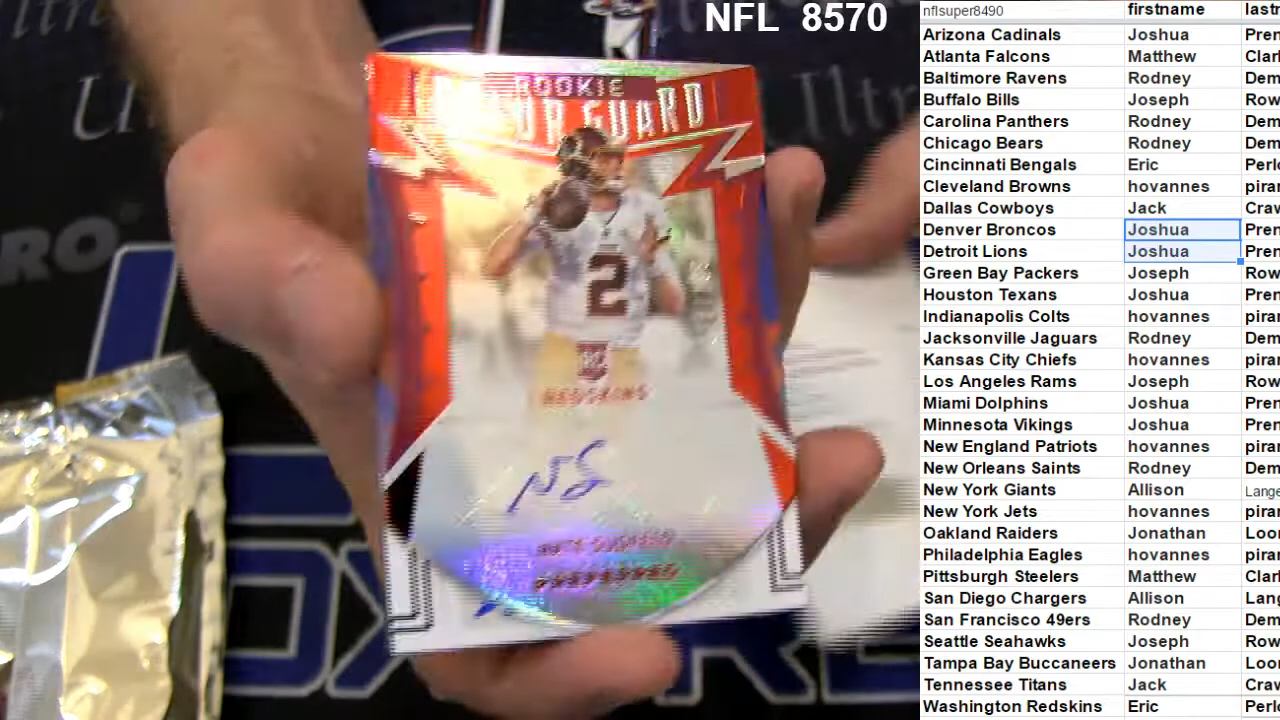 NFL 8570
ROOKIE
GUARD
2
REDSKINS
NS
PREFERRED
nflsuper8490 firstname
Arizona Cadinals Joshua
Atlanta Falcons Matthew
Baltimore Ravens Rodney
Buffalo Bills Joseph
Carolina Panthers Rodney
Chicago Bears Rodney
Cincinnati Bengals Eric
Cleveland Browns hovannes
Dallas Cowboys Jack
Denver Broncos Joshua
Detroit Lions Joshua
Green Bay Packers Joseph
Houston Texans Joshua
Indianapolis Colts hovannes
Jacksonville Jaguars Rodney
Kansas City Chiefs hovannes
Los Angeles Rams Joseph
Miami Dolphins Joshua
Minnesota Vikings Joshua
New England Patriots hovannes
New Orleans Saints Rodney
New York Giants Allison Lange
New York Jets hovannes
Oakland Raiders Jonathan
Philadelphia Eagles hovannes
Pittsburgh Steelers Matthew
San Diego Chargers Allison
San Francisco 49ers Rodney
Seattle Seahawks Joseph
Tampa Bay Buccaneers Jonathan
Tennessee Titans Jack
Washington Redskins Eric